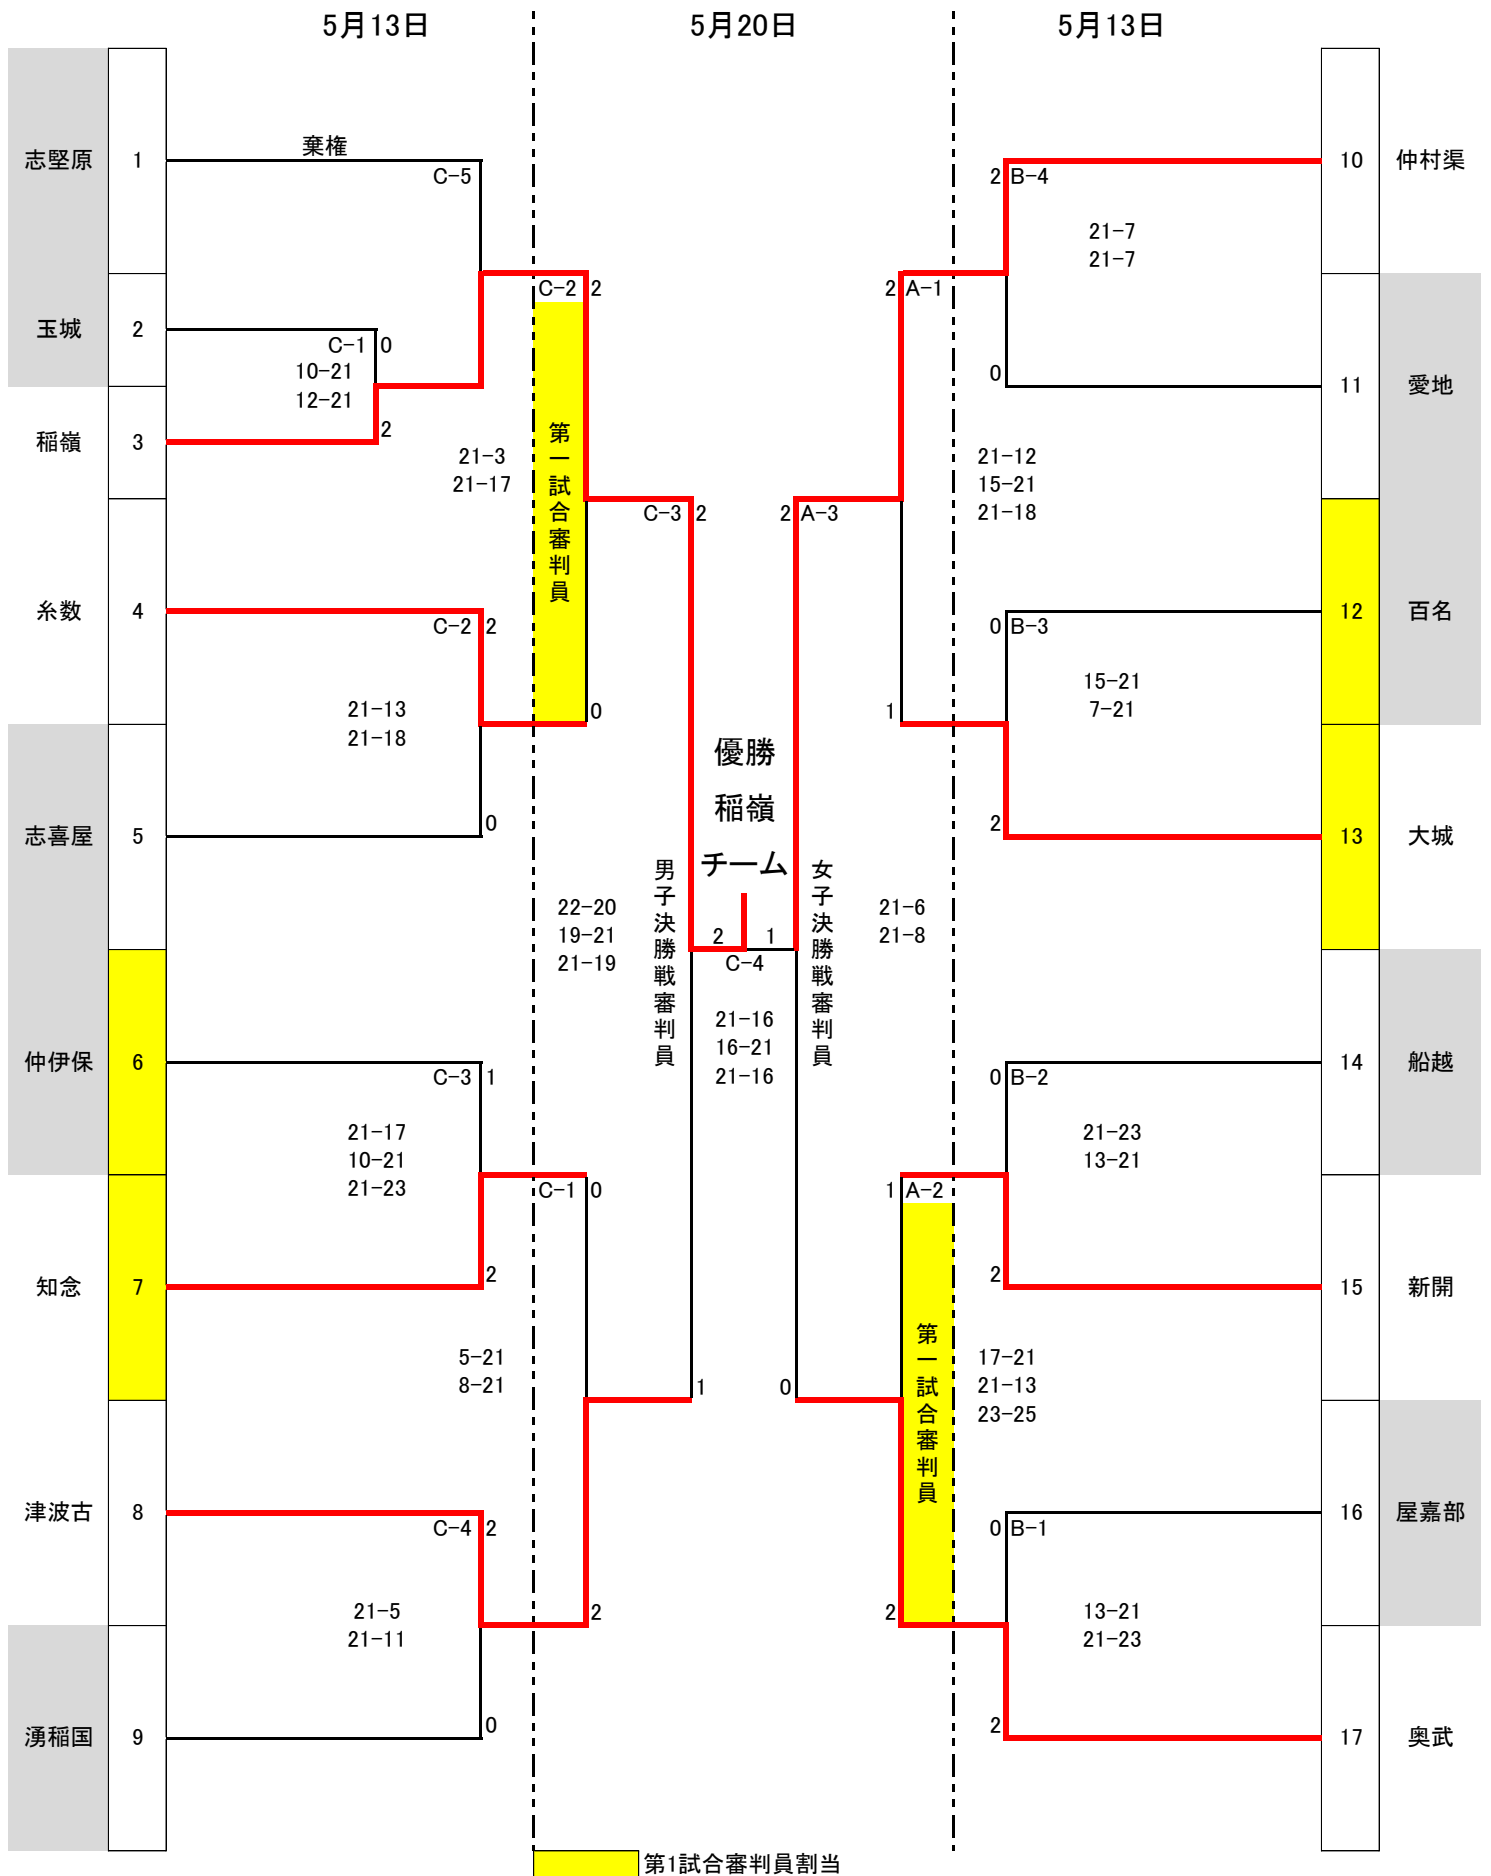 5月13日
5月20日
5月13日
志堅原
1
棄権
C-5
玉城
2
C-1
0
10-21
12-21
稲嶺
3
2
C-2
2
第一試合審判員
21-3
21-17
糸数
4
C-2
2
21-13
21-18
0
志喜屋
5
0
C-3
2
22-20
19-21
21-19
仲伊保
6
C-3
1
21-17
10-21
21-23
知念
7
2
C-1
0
5-21
8-21
1
津波古
8
C-4
2
21-5
21-11
2
湧稲国
9
0
優勝
稲嶺
チーム
男子決勝戦審判員
女子決勝戦審判員
2
1
C-4
21-16
16-21
21-16
2
A-3
21-6
21-8
0
2
A-1
21-12
15-21
21-18
1
2
B-4
21-7
21-7
0
10
仲村渠
11
愛地
0
B-3
15-21
7-21
2
12
百名
13
大城
0
B-2
21-23
13-21
2
14
船越
15
新開
1
A-2
第一試合審判員
17-21
21-13
23-25
2
0
B-1
13-21
21-23
2
16
屋嘉部
17
奥武
第1試合審判員割当